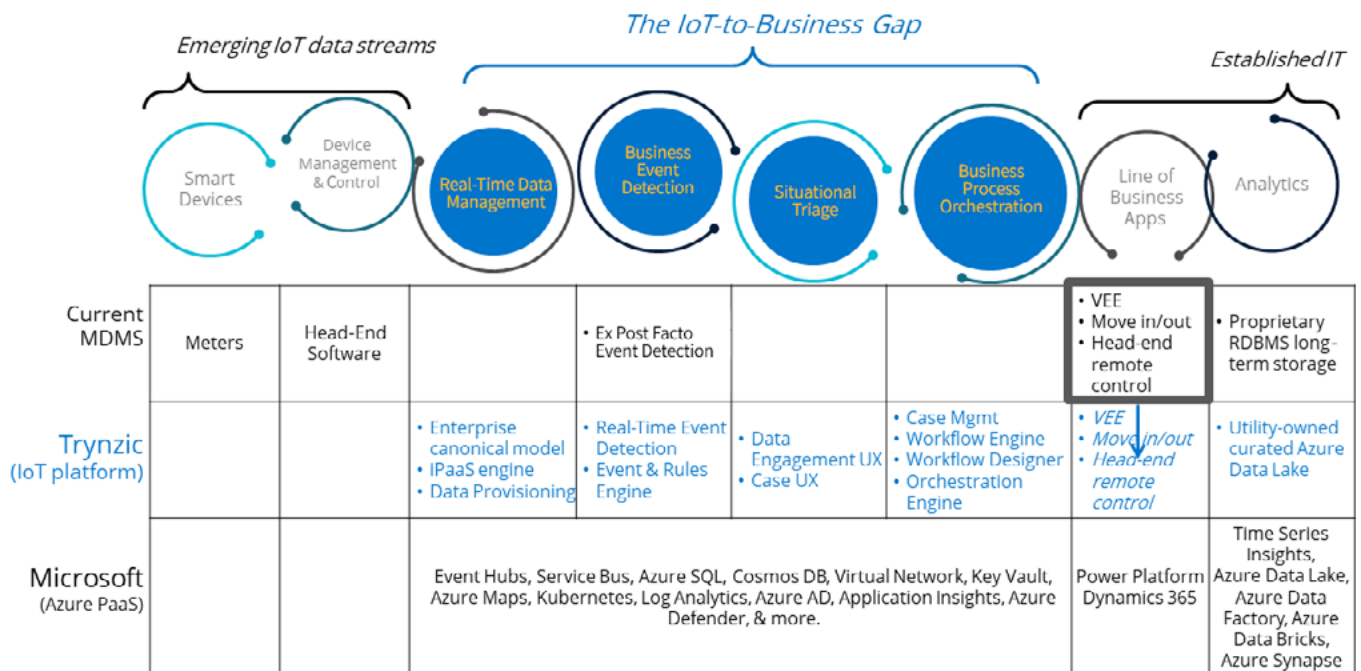 The IoT-to-Business Gap
Emerging IoT data streams
Established IT
Smart
Devices
Device
Management
& Control
Real-Time Data
Management
Business
Event
Detection
Situational
Triage
Business
Process
Orchestration
Line of
Business
Apps
Analytics
Current
MDMS
Meters
Head-End
Software
• Ex Post Facto
Event Detection
• VEE
• Move in/out
• Head-end
remote
control
• Proprietary
RDBMS long-
term storage
Trynzic
(IoT platform)
• Enterprise
canonical model
• iPaaS engine
• Data Provisioning
• Real-Time Event
Detection
• Event & Rules
Engine
• Data
Engagement UX
• Case UX
• Case Mgmt
• Workflow Engine
• Workflow Designer
• Orchestration
Engine
• VEE
• Move in/out
• Head-end
remote
control
• Utility-owned
curated Azure
Data Lake
Microsoft
(Azure PaaS)
Event Hubs, Service Bus, Azure SQL, Cosmos DB, Virtual Network, Key Vault,
Azure Maps, Kubernetes, Log Analytics, Azure AD, Application Insights, Azure
Defender, & more.
Power Platform
Dynamics 365
Time Series
Insights,
Azure Data Lake,
Azure Data
Factory, Azure
Data Bricks,
Azure Synapse